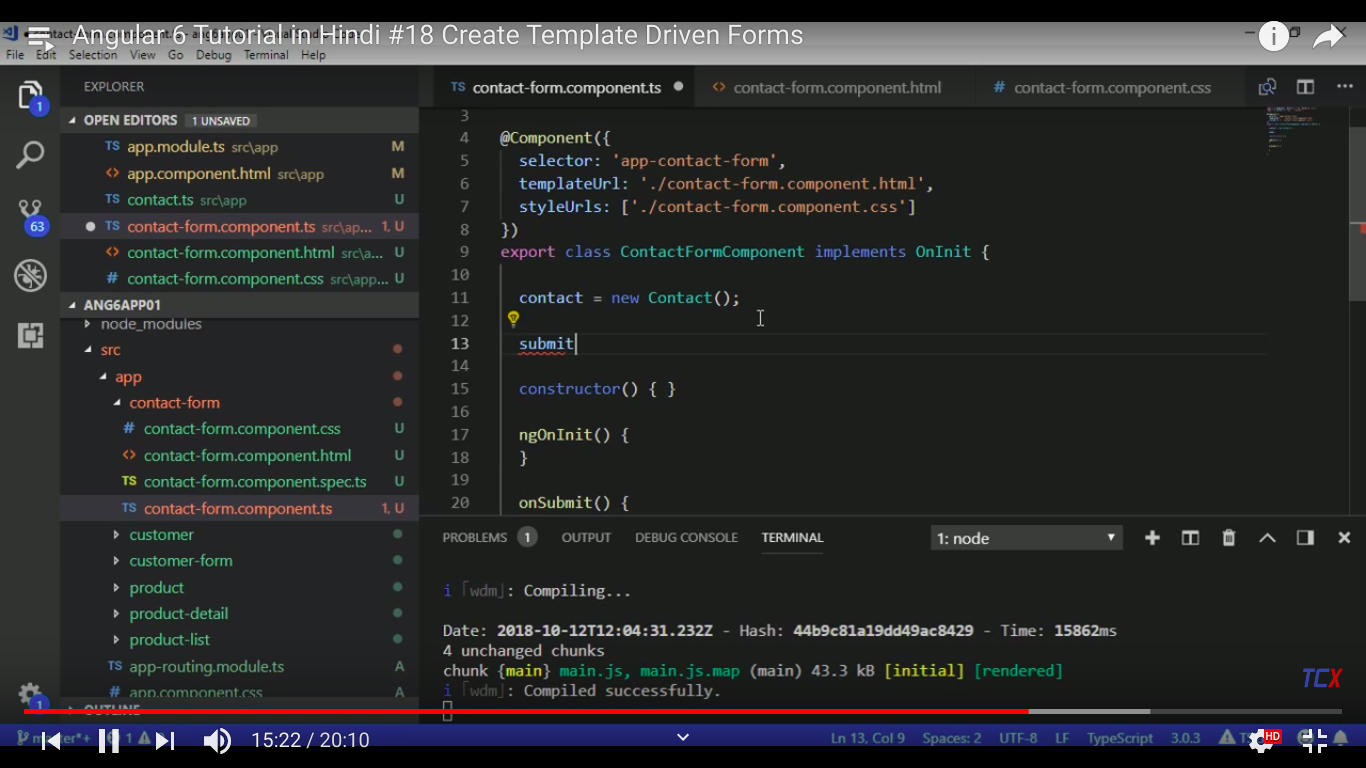 Angular 6 Tutorial in Hindi #18 Create Template Driven Forms
File Edit Selection View Go Debug Terminal Help
EXPLORER
1
OPEN EDITORS 1 UNSAVED
TS app.module.ts src\app M
<> app.component.html src\app M
TS contact.ts src\app U
TS contact-form.component.ts src\ap... 1, U
<> contact-form.component.html src\a... U
# contact-form.component.css src\app... U
63
ANG6APP01
node_modules
src
app
contact-form
# contact-form.component.css U
<> contact-form.component.html U
TS contact-form.component.spec.ts U
TS contact-form.component.ts 1, U
customer
customer-form
product
product-detail
product-list
TS app-routing.module.ts A
# app.component.css A
OUTLINE
1
TS contact-form.component.ts <> contact-form.component.html # contact-form.component.css
3
4 @Component({
5 selector: 'app-contact-form',
6 templateUrl: './contact-form.component.html',
7 styleUrls: ['./contact-form.component.css']
8 })
9 export class ContactFormComponent implements OnInit {
10
11 contact = new Contact();
12
13 submit
14
15 constructor() { }
16
17 ngOnInit() {
18 }
19
20 onSubmit() {
PROBLEMS 1 OUTPUT DEBUG CONSOLE TERMINAL 1: node
i ｢wdm｣: Compiling...
Date: 2018-10-12T12:04:31.232Z - Hash: 44b9c81a19dd49ac8429 - Time: 15862ms
4 unchanged chunks
chunk {main} main.js, main.js.map (main) 43.3 kB [initial] [rendered]
i ｢wdm｣: Compiled successfully.
TCX
15:22 / 20:10
Ln 13, Col 9 Spaces: 2 UTF-8 LF TypeScript 3.0.3
HD